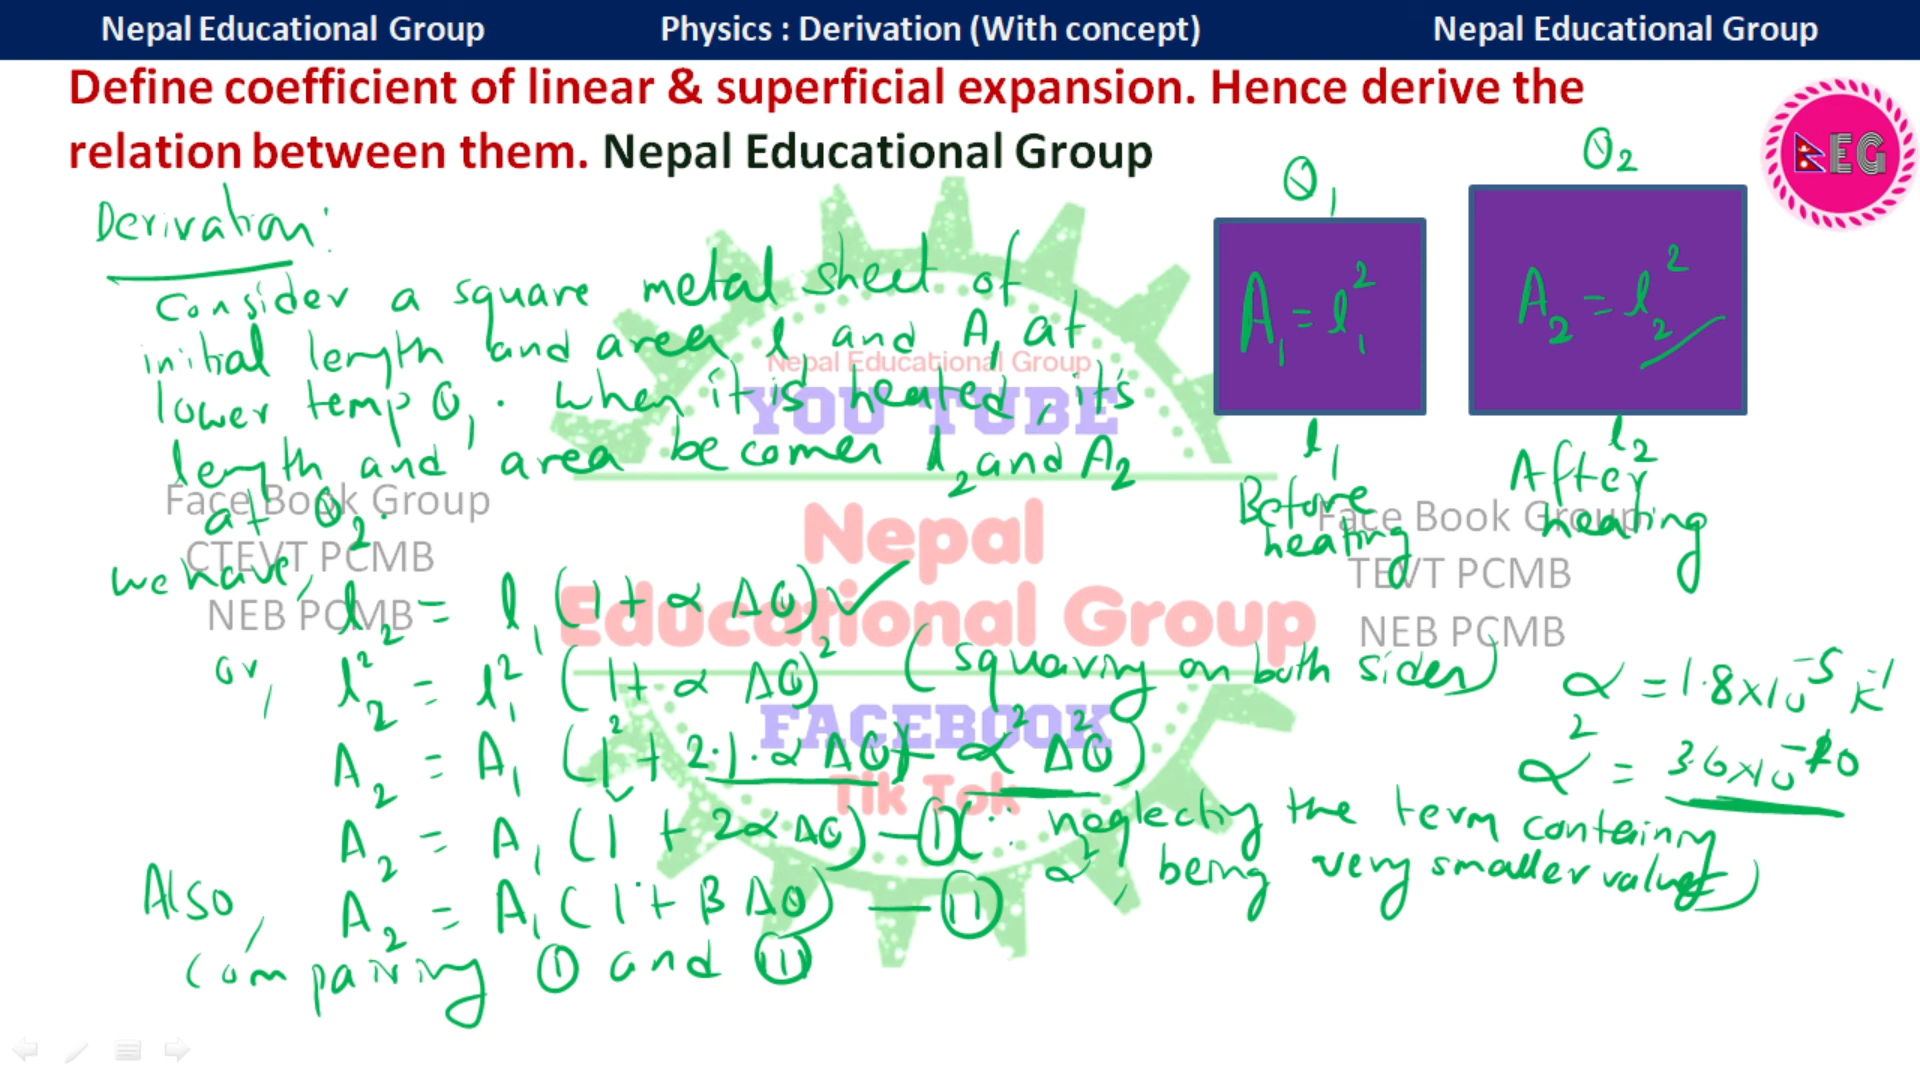 Nepal Educational Group Physics : Derivation (With concept) Nepal Educational Group
Define coefficient of linear & superficial expansion. Hence derive the
relation between them. Nepal Educational Group
EG
θ₁
θ₂
A₁ = l₁²
A₂ = l₂²
l₁
Before
heating
l₂
After
heating
Derivation:
Consider a square metal sheet of
initial length and area l₁ and A₁ at
lower temp θ₁. When it is heated, it's
length and area becomes l₂ and A₂
at θ₂.
we have,
l₂ = l₁ (1 + α Δθ)
or, l₂² = l₁² (1 + α Δθ)² (squaring on both sides)
A₂ = A₁ (1² + 2·1·α Δθ + α² Δθ²)
A₂ = A₁ (1 + 2α Δθ) — (I) (∵ neglecting the term containing
α², being very smaller values)
Also, A₂ = A₁ (1 + β Δθ) — (II)
Comparing (I) and (II)
α = 1.8×10⁻⁵ K⁻¹
α² = 3.6×10⁻¹⁰
Nepal Educational Group
YOU TUBE
Nepal
Educational Group
FACEBOOK
Tik Tok
Face Book Group
CTEVT PCMB
NEB PCMB
Face Book Group
TEVT PCMB
NEB PCMB